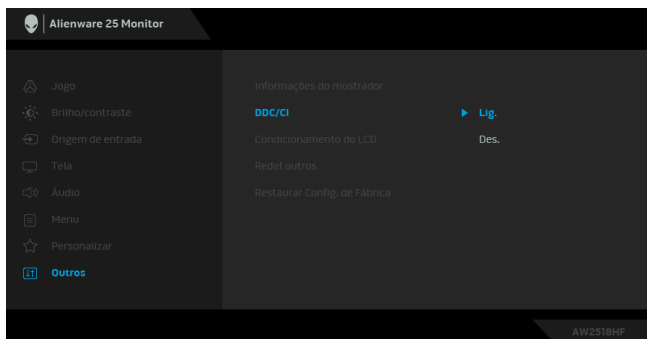 Alienware 25 Monitor
Jogo
Informações do mostrador
Brilho/contraste
DDC/CI
Lig.
Origem de entrada
Condicionamento do LCD
Des.
Tela
Redef outros
Áudio
Restaurar Config. de Fábrica
Menu
Personalizar
Outros
AW2518HF